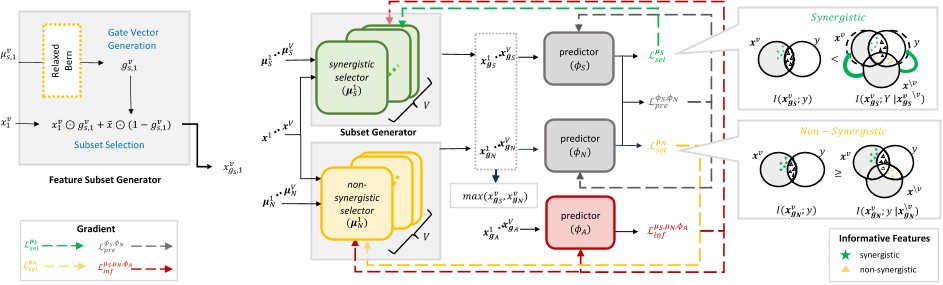 μ^v_{s,1}
Relaxed
Bern
Gate Vector
Generation
g^v_{s,1}
x^v_1
x^v_1 ⊙ g^v_{s,1} + x̄ ⊙ (1 − g^v_{s,1})
Subset Selection
Feature Subset Generator
x^v_{gs,1}
Gradient
ℒ^{μ_S}_{sel}
ℒ^{ϕ_S,ϕ_N}_{pre}
ℒ^{μ_N}_{sel}
ℒ^{μ_S,μ_N,ϕ_A}_{inf}
μ^1_S··μ^V_S
synergistic
selector
(μ^1_S)
V
Subset Generator
x^1··x^V
μ^1_N··μ^V_N
non-
synergistic
selector
(μ^1_N)
V
x^1_{g_S}··x^V_{g_S}
x^1_{g_N}··x^V_{g_N}
max(x^v_{g_S}, x^v_{g_N})
x^1_{g_A}··x^V_{g_A}
predictor
(ϕ_S)
predictor
(ϕ_N)
predictor
(ϕ_A)
ℒ^{μ_S}_{sel}
ℒ^{ϕ_S,ϕ_N}_{pre}
ℒ^{μ_N}_{sel}
ℒ^{μ_S,μ_N,ϕ_A}_{inf}
Synergistic
x^v
y
<
x^v
y
x^{\v}
I(x^v_{g_S}; y)
I(x^v_{g_S}; Y |x^{\v}_{g_S})
Non−Synergistic
x^v
y
≥
x^v
y
x^{\v}
I(x^v_{g_N}; y)
I(x^v_{g_N}; y |x^{\v}_{g_N})
Informative Features
synergistic
non-synergistic